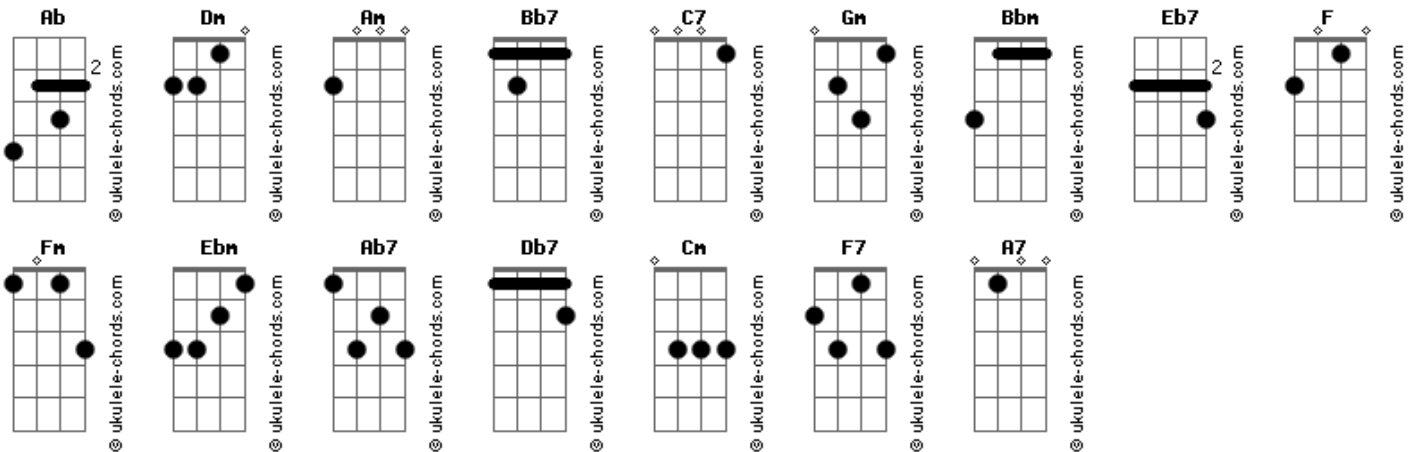 Ab Dm Am Bb7 C7 Gm Bbm Eb7 F
2 2
© ukulele-chords.com © ukulele-chords.com © ukulele-chords.com © ukulele-chords.com © ukulele-chords.com © ukulele-chords.com © ukulele-chords.com © ukulele-chords.com © ukulele-chords.com
Fm Ebm Ab7 Db7 Cm F7 A7
© ukulele-chords.com © ukulele-chords.com © ukulele-chords.com © ukulele-chords.com © ukulele-chords.com © ukulele-chords.com © ukulele-chords.com